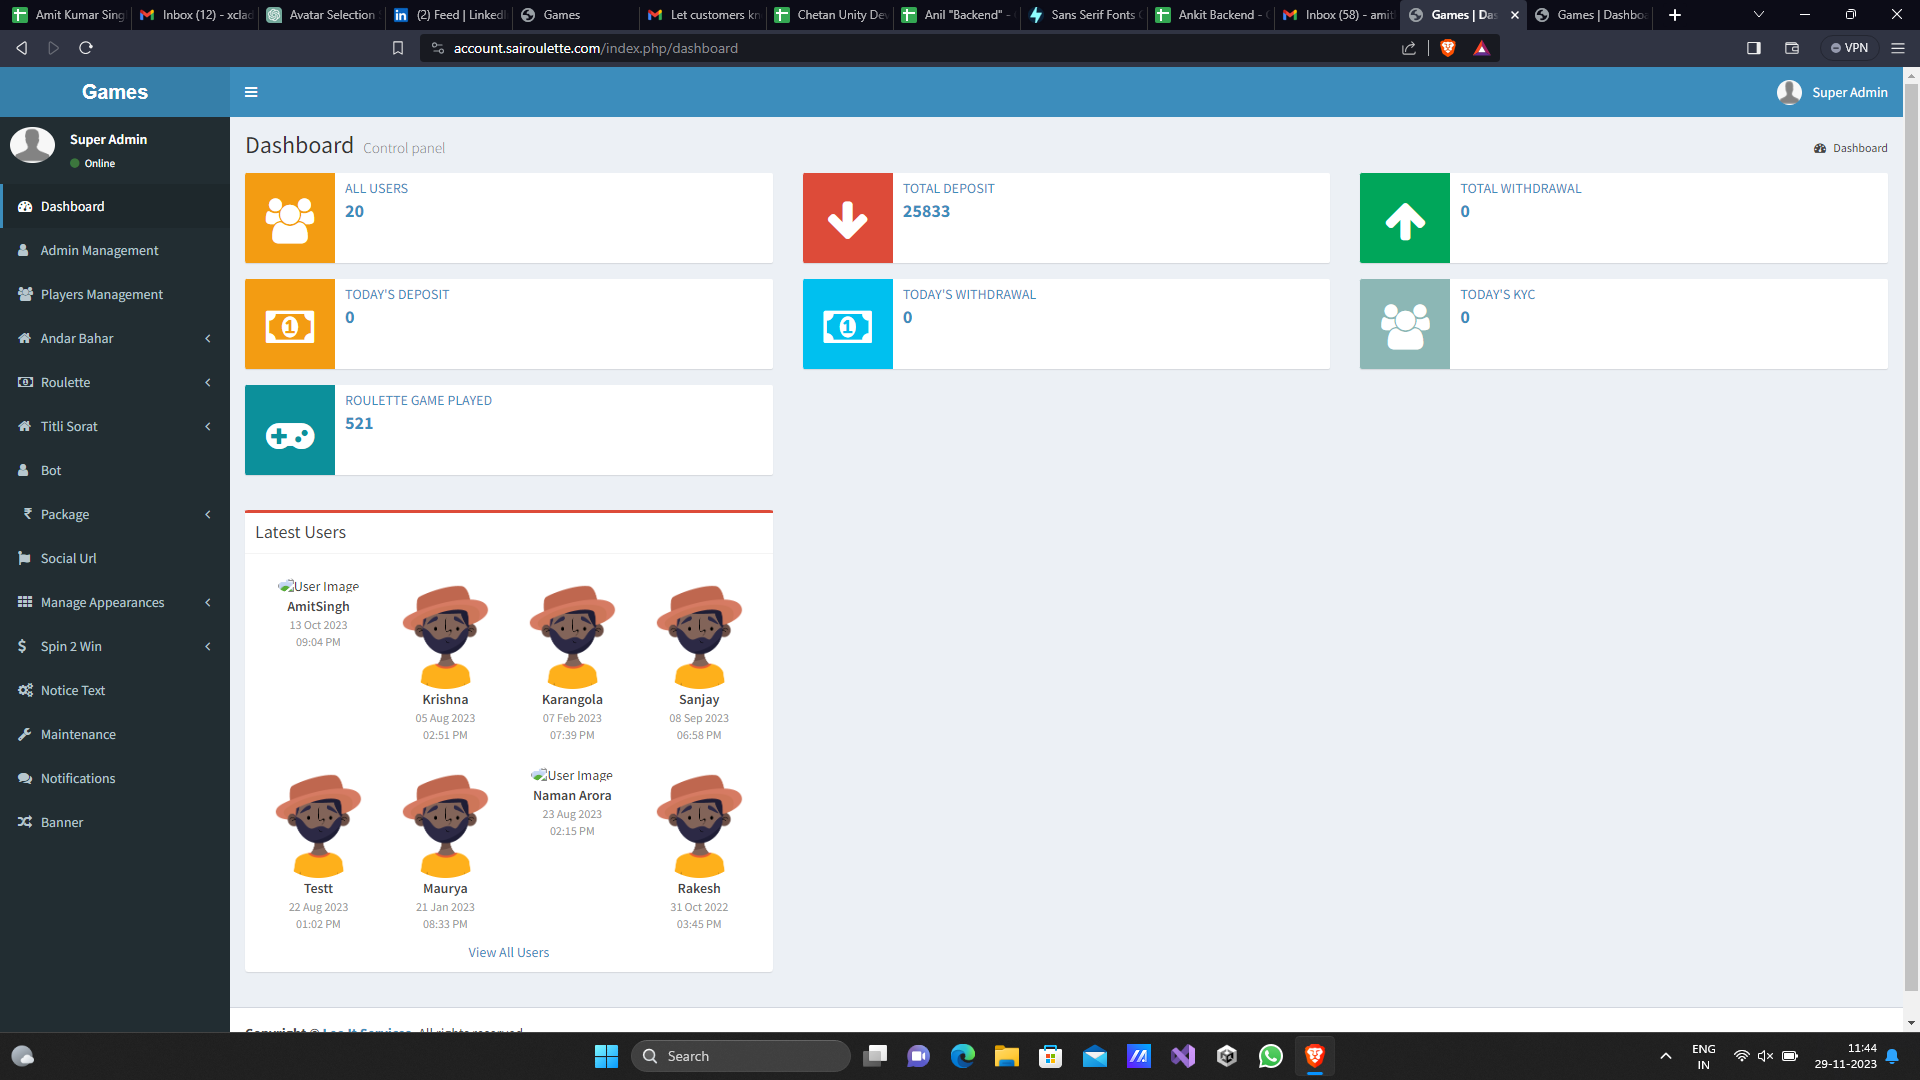 Amit Kumar Sing
Inbox (12) - xclad
Avatar Selection
(2) Feed | LinkedI
Games
Let customers kn
Chetan Unity Dev
Anil "Backend" -
Sans Serif Fonts
Ankit Backend -
Inbox (58) - amit
Games | Das
Games | Dashboa
account.sairoulette.com/index.php/dashboard
VPN
Games
Super Admin
Super Admin
Online
Dashboard Control panel
Dashboard
Dashboard
Admin Management
Players Management
Andar Bahar
Roulette
Titli Sorat
Bot
Package
Social Url
Manage Appearances
Spin 2 Win
Notice Text
Maintenance
Notifications
Banner
ALL USERS
20
TOTAL DEPOSIT
25833
TOTAL WITHDRAWAL
0
TODAY'S DEPOSIT
0
TODAY'S WITHDRAWAL
0
TODAY'S KYC
0
ROULETTE GAME PLAYED
521
Latest Users
User Image
AmitSingh
13 Oct 2023
09:04 PM
Krishna
05 Aug 2023
02:51 PM
Karangola
07 Feb 2023
07:39 PM
Sanjay
08 Sep 2023
06:58 PM
Testt
22 Aug 2023
01:02 PM
Maurya
21 Jan 2023
08:33 PM
User Image
Naman Arora
23 Aug 2023
02:15 PM
Rakesh
31 Oct 2022
03:45 PM
View All Users
Search
ENG
IN
11:44
29-11-2023